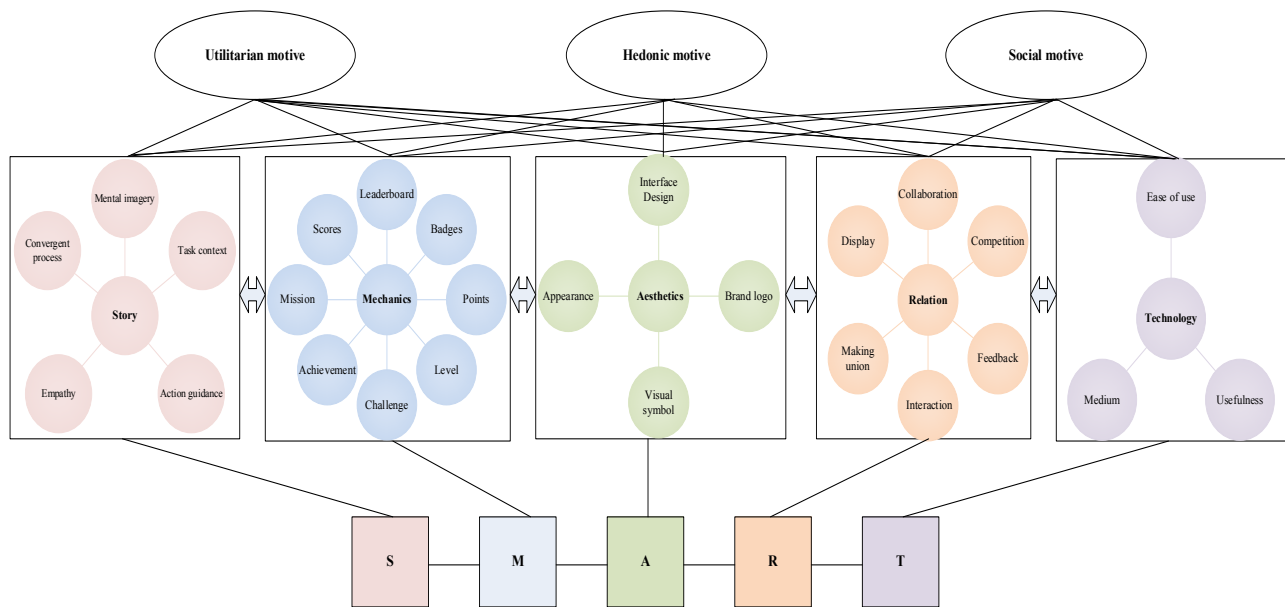 Utilitarian motive
Hedonic motive
Social motive
Mental imagery
Convergent
process
Task context
Story
Empathy
Action guidance
Leaderboard
Scores
Badges
Mission
Mechanics
Points
Achievement
Level
Challenge
Interface
Design
Appearance
Aesthetics
Brand logo
Visual
symbol
Collaboration
Display
Competition
Relation
Making
union
Feedback
Interaction
Ease of use
Technology
Medium
Usefulness
S
M
A
R
T